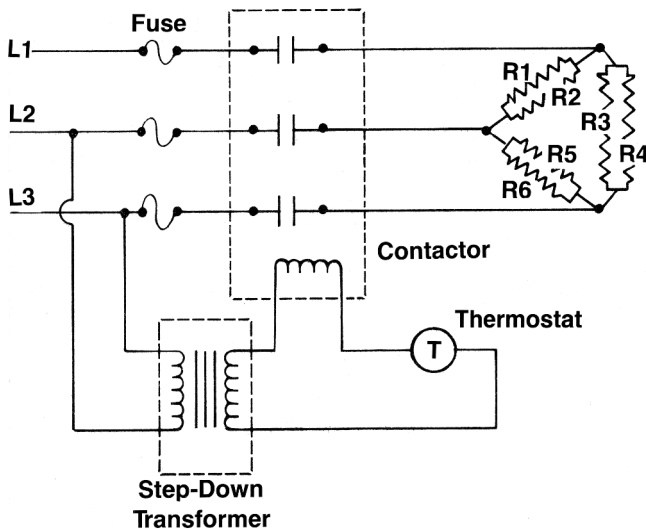 Fuse
L1
R1
R2
L2
R3
R4
R5
R6
L3
Contactor
Thermostat
T
Step-Down
Transformer